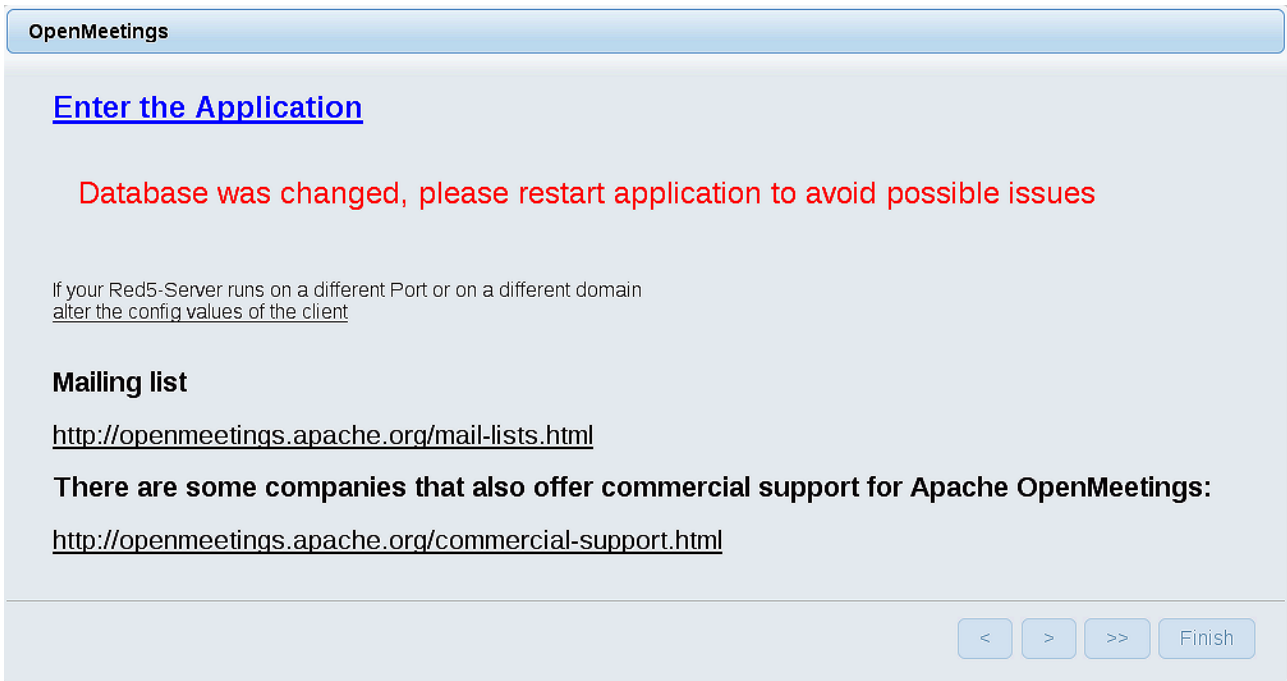 OpenMeetings
Enter the Application
Database was changed, please restart application to avoid possible issues
If your Red5-Server runs on a different Port or on a different domain
alter the config values of the client
Mailing list
http://openmeetings.apache.org/mail-lists.html
There are some companies that also offer commercial support for Apache OpenMeetings:
http://openmeetings.apache.org/commercial-support.html
< > >> Finish